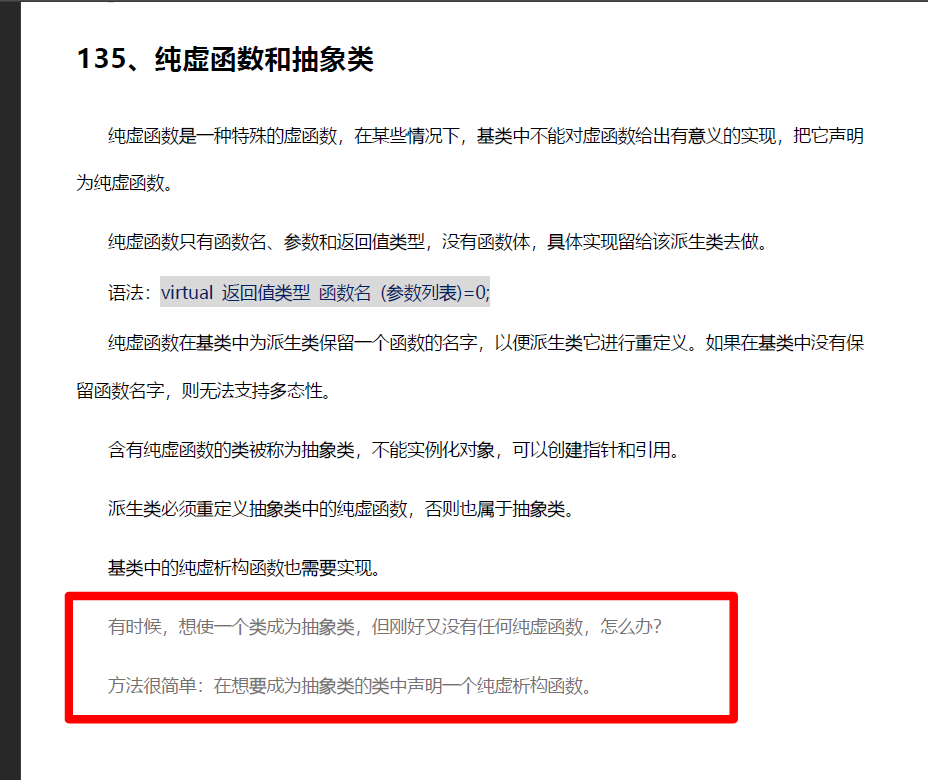 135、纯虚函数和抽象类
纯虚函数是一种特殊的虚函数，在某些情况下，基类中不能对虚函数给出有意义的实现，把它声明
为纯虚函数。
纯虚函数只有函数名、参数和返回值类型，没有函数体，具体实现留给该派生类去做。
语法：virtual 返回值类型 函数名 (参数列表)=0;
纯虚函数在基类中为派生类保留一个函数的名字，以便派生类它进行重定义。如果在基类中没有保
留函数名字，则无法支持多态性。
含有纯虚函数的类被称为抽象类，不能实例化对象，可以创建指针和引用。
派生类必须重定义抽象类中的纯虚函数，否则也属于抽象类。
基类中的纯虚析构函数也需要实现。
有时候，想使一个类成为抽象类，但刚好又没有任何纯虚函数，怎么办？
方法很简单：在想要成为抽象类的类中声明一个纯虚析构函数。